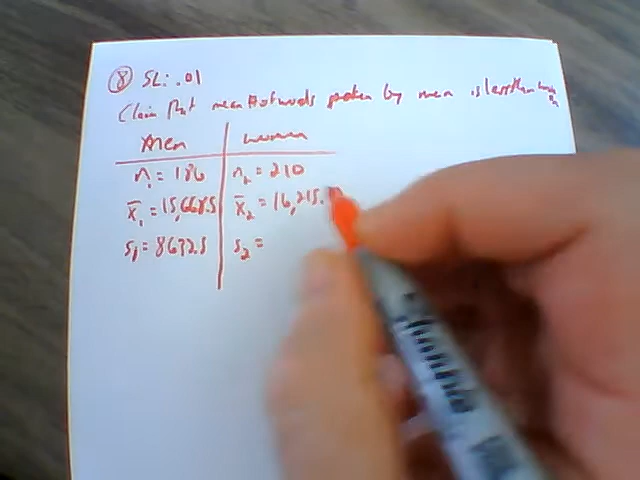 ⑧ SL: .01
Claim that mean # of words spoken by men is less than
Men women
n₁ = 186 n₂ = 210
x̄₁ = 15,668.5 x̄₂ = 16,215.
s₁ = 8632.5 s₂ =